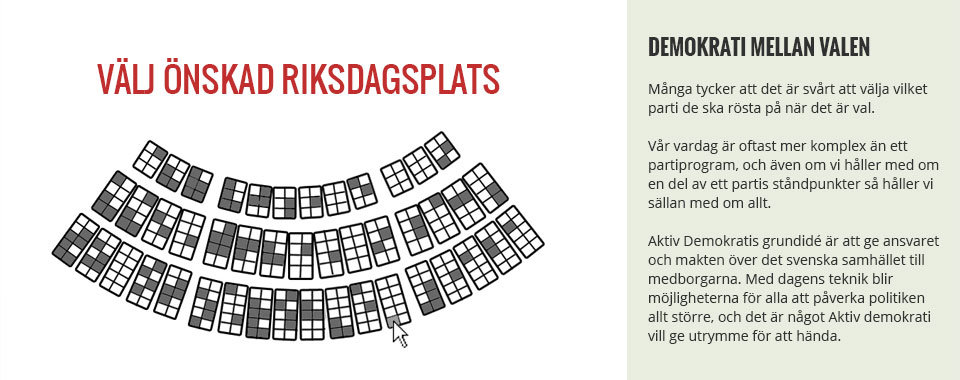 VÄLJ ÖNSKAD RIKSDAGSPLATS
DEMOKRATI MELLAN VALEN
Många tycker att det är svårt att välja vilket
parti de ska rösta på när det är val.
Vår vardag är oftast mer komplex än ett
partiprogram, och även om vi håller med om
en del av ett partis ståndpunkter så håller vi
sällan med om allt.
Aktiv Demokratis grundidé är att ge ansvaret
och makten över det svenska samhället till
medborgarna. Med dagens teknik blir
möjligheterna för alla att påverka politiken
allt större, och det är något Aktiv demokrati
vill ge utrymme för att hända.